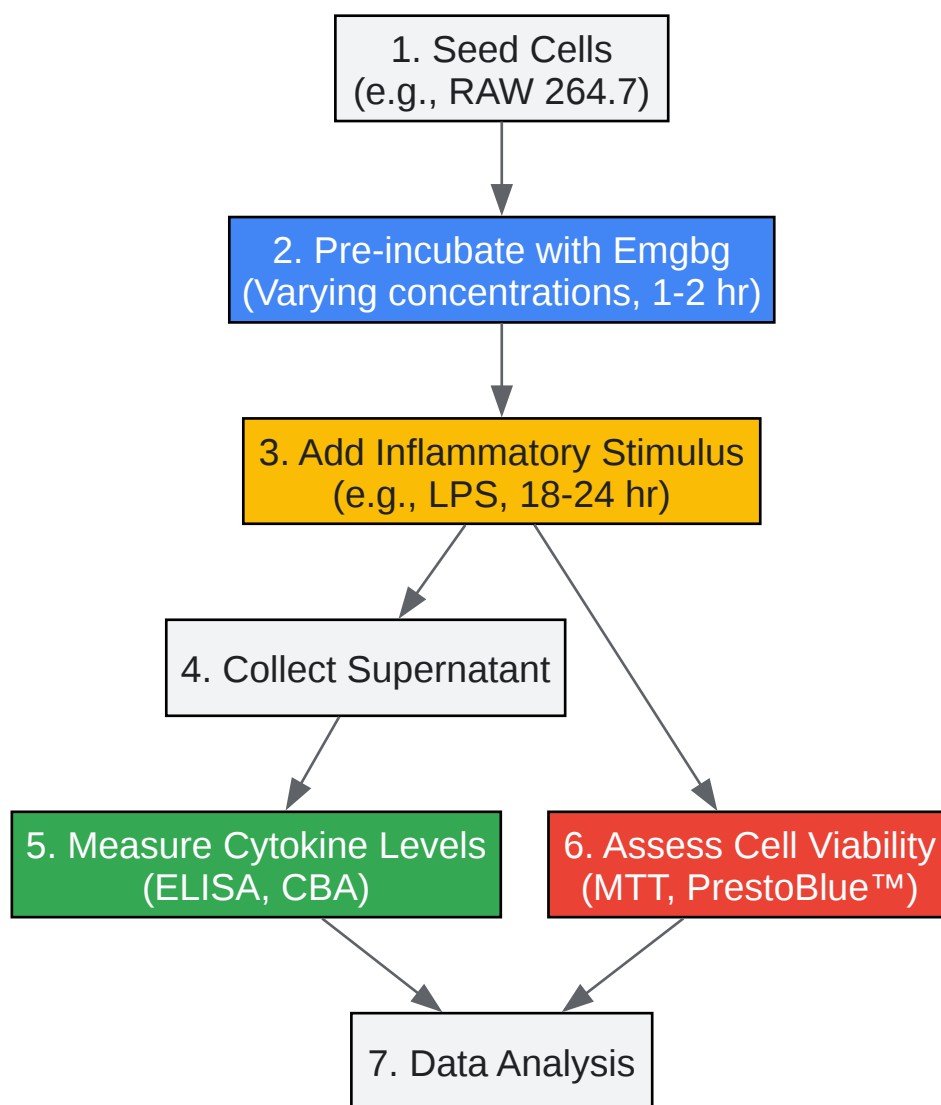 1. Seed Cells
(e.g., RAW 264.7)
2. Pre-incubate with Emgbg
(Varying concentrations, 1-2 hr)
3. Add Inflammatory Stimulus
(e.g., LPS, 18-24 hr)
4. Collect Supernatant
5. Measure Cytokine Levels
(ELISA, CBA)
6. Assess Cell Viability
(MTT, PrestoBlue™)
7. Data Analysis